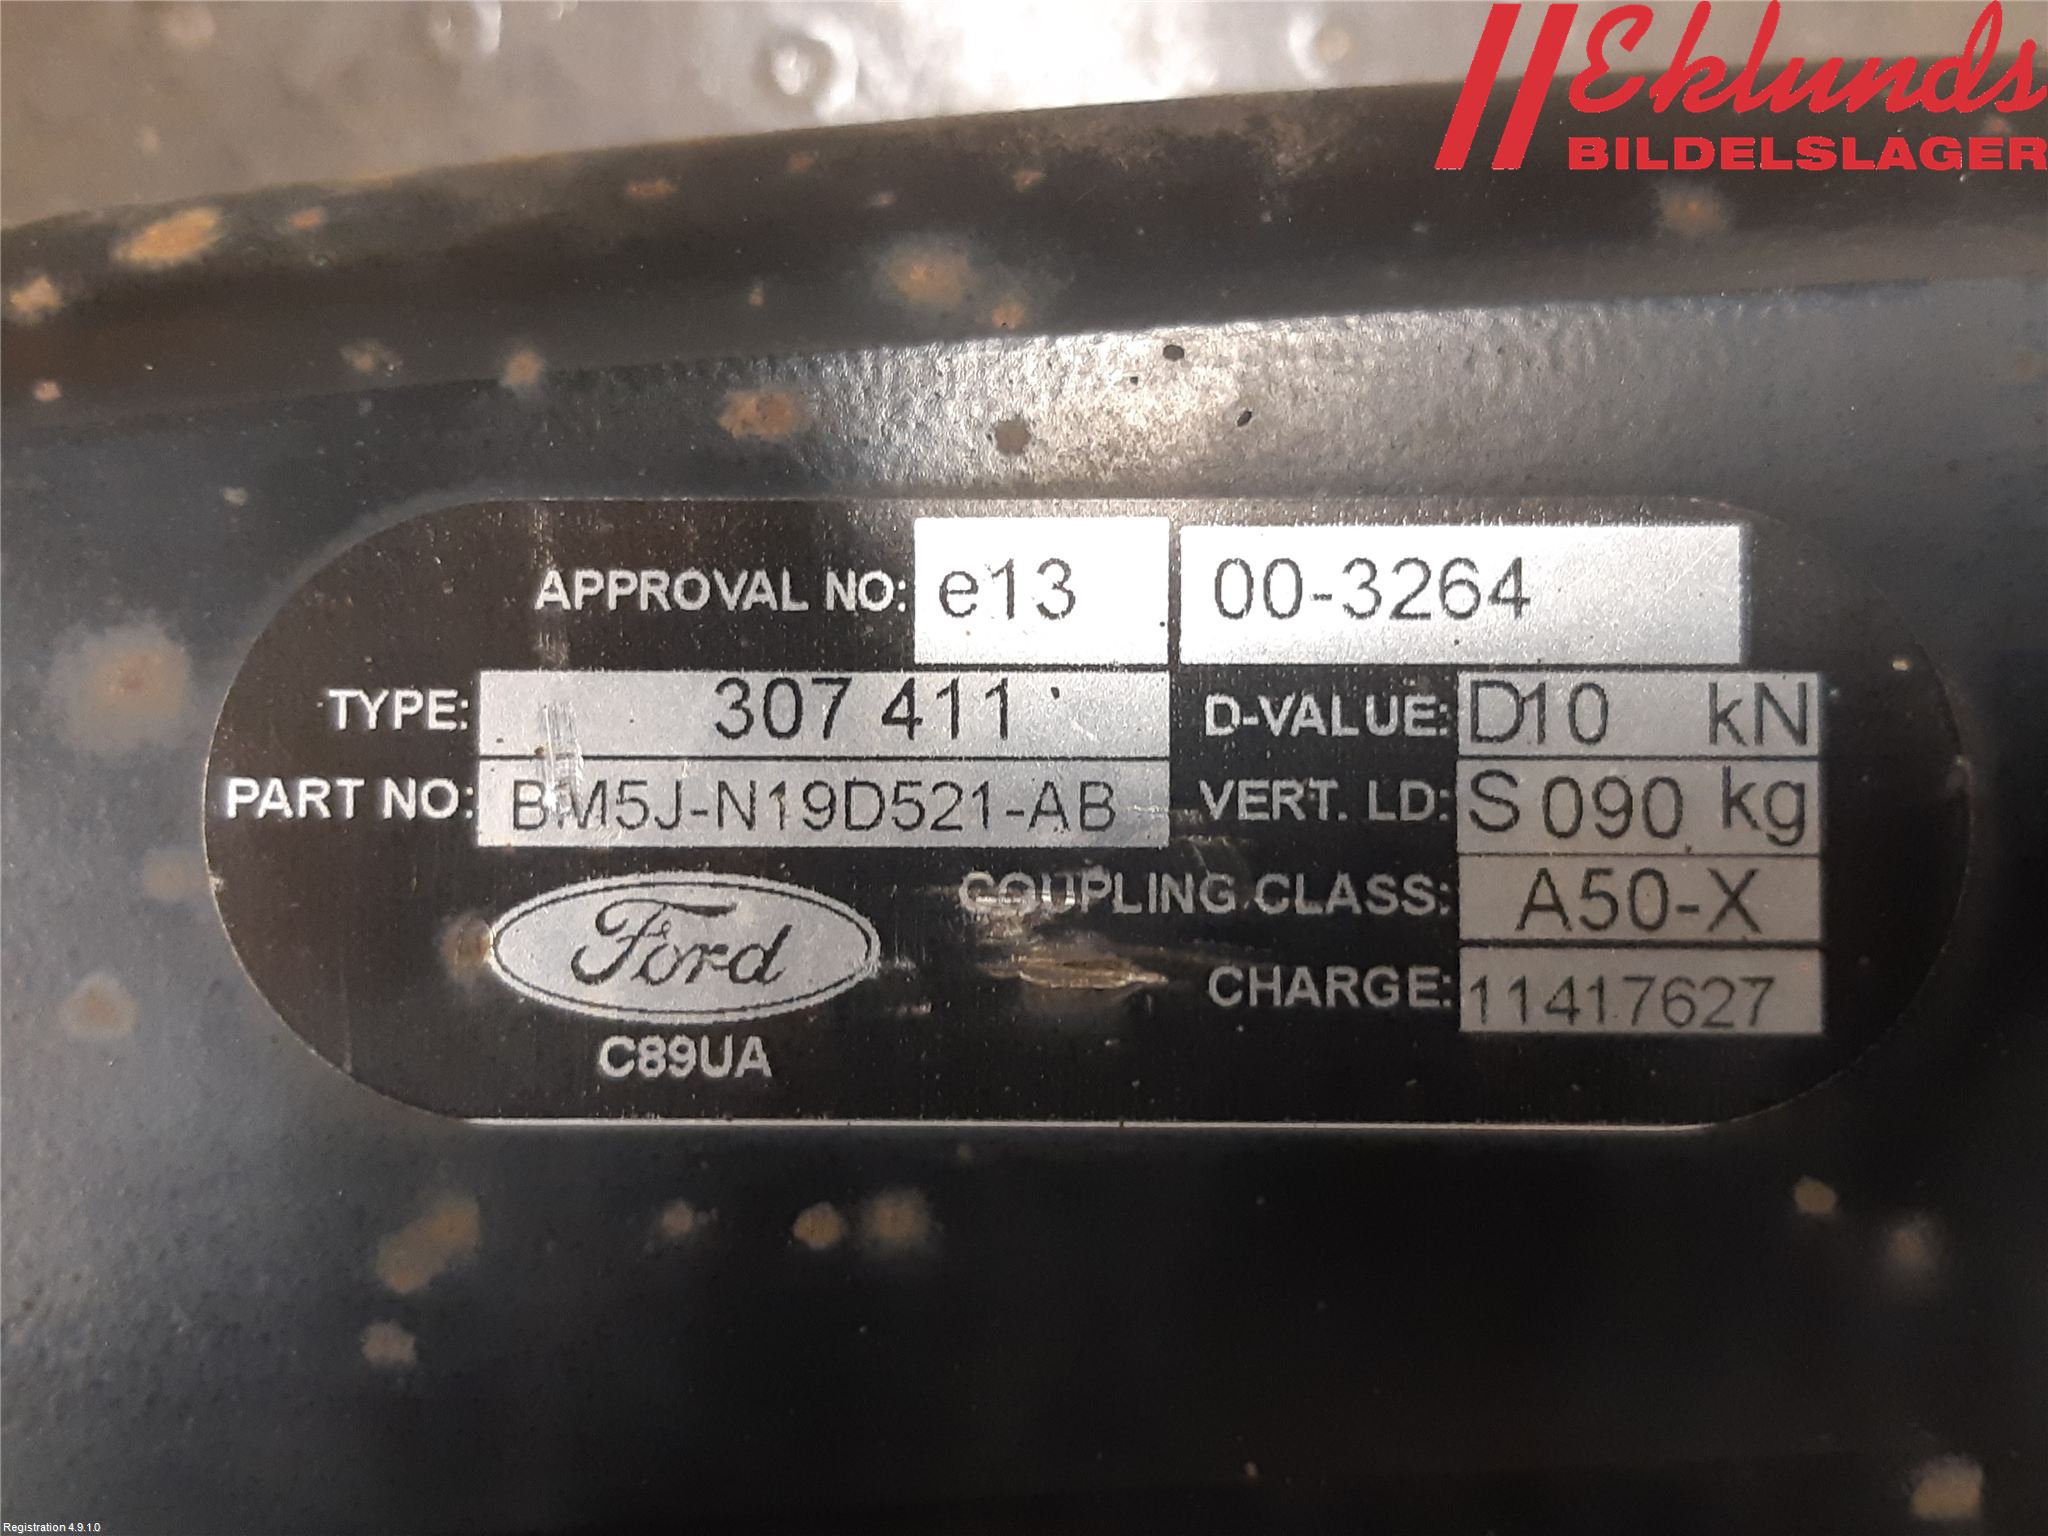 Eklunds
BILDELSLAGER
APPROVAL NO: e13 00-3264
TYPE: 307 411 D-VALUE: D10 kN
PART NO: BM5J-N19D521-AB VERT. LD: S 090 kg
COUPLING CLASS: A50-X
Ford
CHARGE: 11417627
C89UA
Registration 4.9.1.0